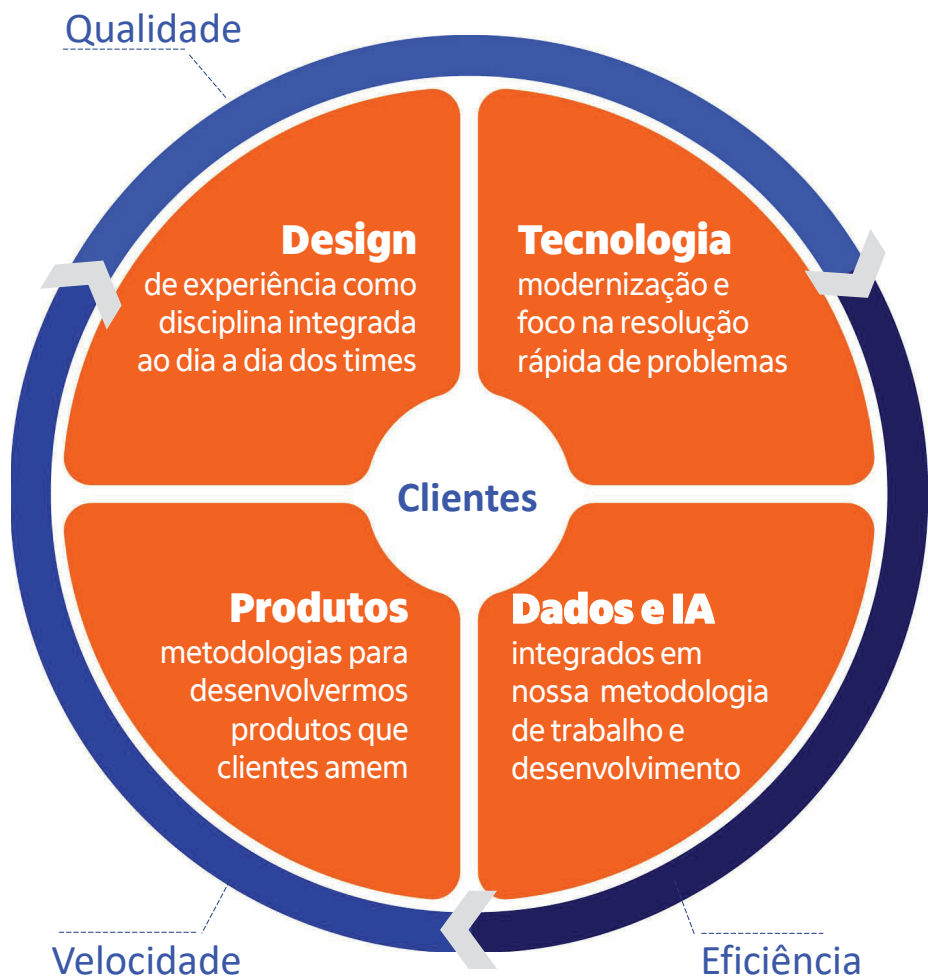 Qualidade
Design
de experiência como
disciplina integrada
ao dia a dia dos times
Tecnologia
modernização e
foco na resolução
rápida de problemas
Clientes
Produtos
metodologias para
desenvolvermos
produtos que
clientes amem
Dados e IA
integrados em
nossa metodologia
de trabalho e
desenvolvimento
Velocidade
Eficiência